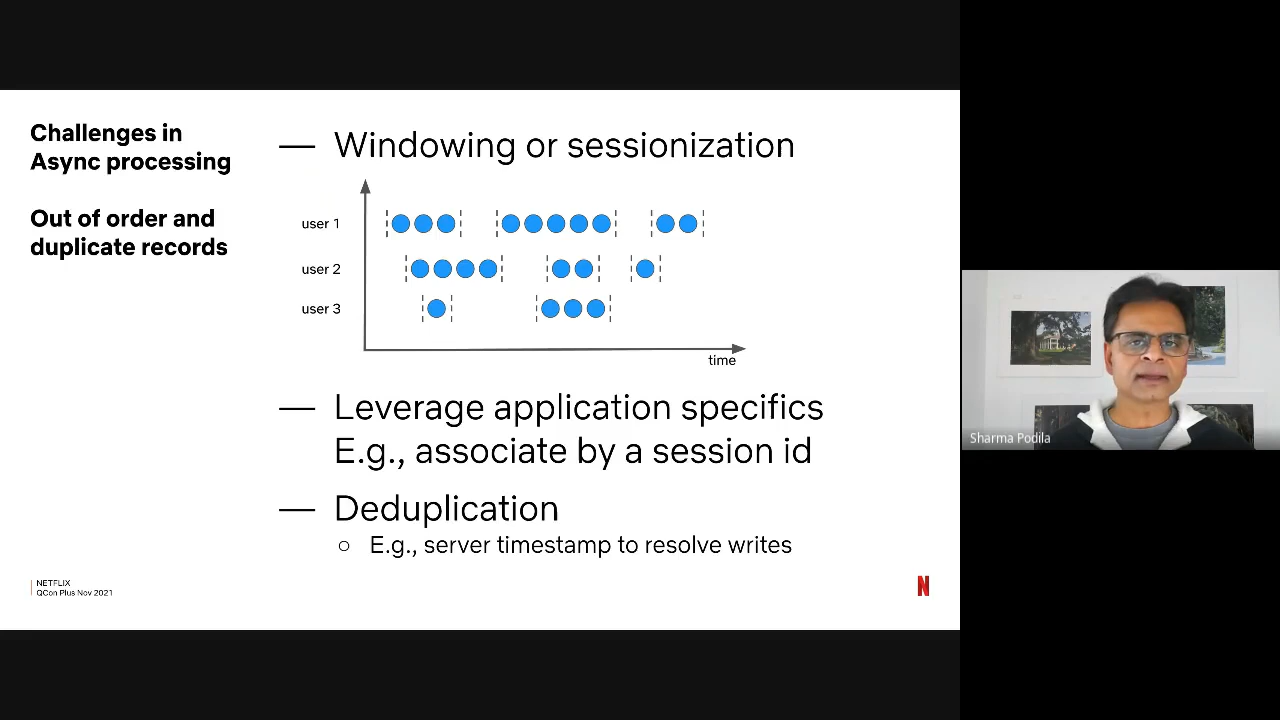 Challenges in
Async processing
Out of order and
duplicate records
— Windowing or sessionization
user 1
user 2
user 3
time
— Leverage application specifics
E.g., associate by a session id
— Deduplication
○ E.g., server timestamp to resolve writes
NETFLIX
QCon Plus Nov 2021
N
Sharma Podila